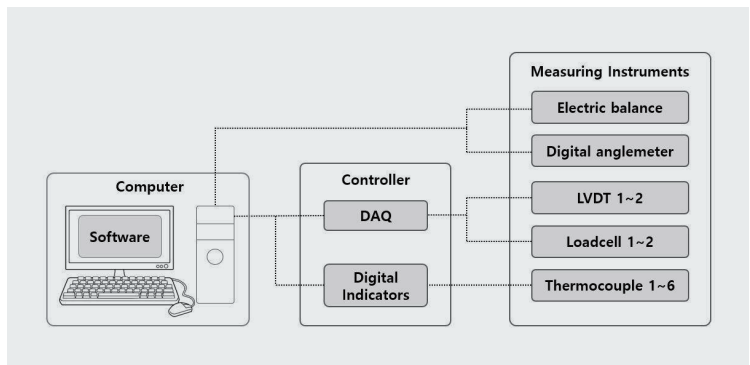 Measuring Instruments
Electric balance
Digital anglemeter
Computer
Controller
Software
DAQ
LVDT 1~2
Loadcell 1~2
Digital
Indicators
Thermocouple 1~6